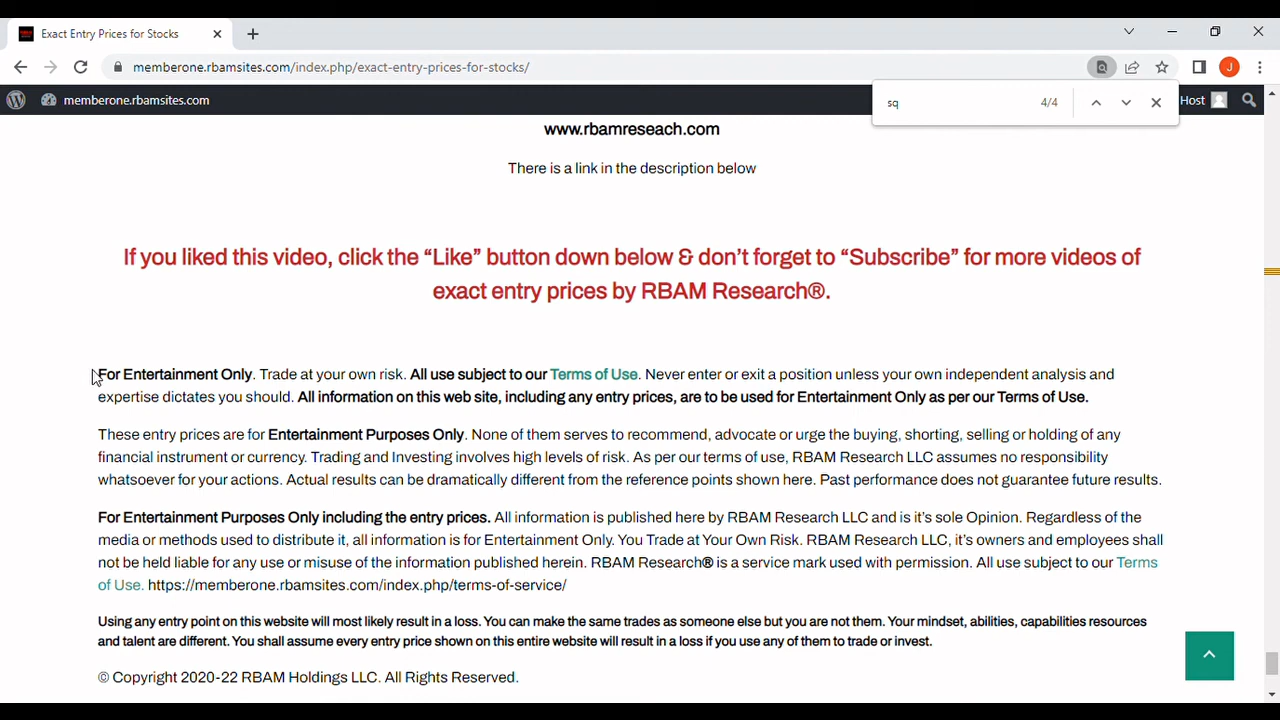 Exact Entry Prices for Stocks
memberone.rbamsites.com/index.php/exact-entry-prices-for-stocks/
J
memberone.rbamsites.com
sq 4/4
Host
www.rbamreseach.com
There is a link in the description below
If you liked this video, click the “Like” button down below & don’t forget to “Subscribe” for more videos of
exact entry prices by RBAM Research®.
For Entertainment Only. Trade at your own risk. All use subject to our Terms of Use. Never enter or exit a position unless your own independent analysis and
expertise dictates you should. All information on this web site, including any entry prices, are to be used for Entertainment Only as per our Terms of Use.
These entry prices are for Entertainment Purposes Only. None of them serves to recommend, advocate or urge the buying, shorting, selling or holding of any
financial instrument or currency. Trading and Investing involves high levels of risk. As per our terms of use, RBAM Research LLC assumes no responsibility
whatsoever for your actions. Actual results can be dramatically different from the reference points shown here. Past performance does not guarantee future results.
For Entertainment Purposes Only including the entry prices. All information is published here by RBAM Research LLC and is it’s sole Opinion. Regardless of the
media or methods used to distribute it, all information is for Entertainment Only. You Trade at Your Own Risk. RBAM Research LLC, it’s owners and employees shall
not be held liable for any use or misuse of the information published herein. RBAM Research® is a service mark used with permission. All use subject to our Terms
of Use. https://memberone.rbamsites.com/index.php/terms-of-service/
Using any entry point on this website will most likely result in a loss. You can make the same trades as someone else but you are not them. Your mindset, abilities, capabilities resources
and talent are different. You shall assume every entry price shown on this entire website will result in a loss if you use any of them to trade or invest.
© Copyright 2020-22 RBAM Holdings LLC. All Rights Reserved.